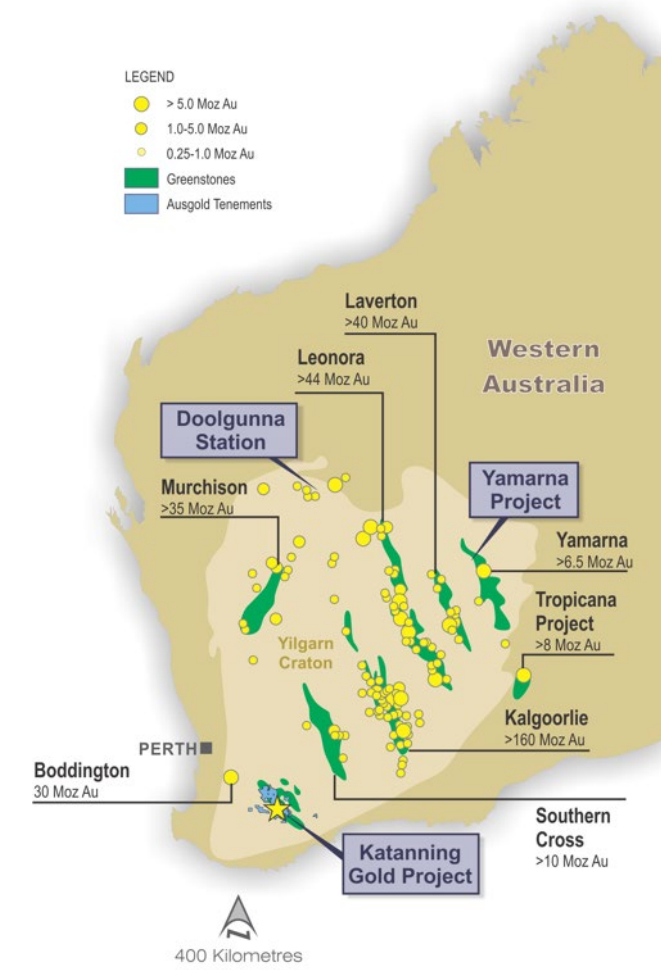 LEGEND
> 5.0 Moz Au
1.0-5.0 Moz Au
0.25-1.0 Moz Au
Greenstones
Ausgold Tenements
Laverton
>40 Moz Au
Western
Australia
Leonora
>44 Moz Au
Doolgunna
Station
Murchison
>35 Moz Au
Yamarna
Project
Yamarna
>6.5 Moz Au
Tropicana
Project
>8 Moz Au
Yilgarn
Craton
Kalgoorlie
>160 Moz Au
PERTH
Boddington
30 Moz Au
Southern
Cross
>10 Moz Au
Katanning
Gold Project
N
400 Kilometres